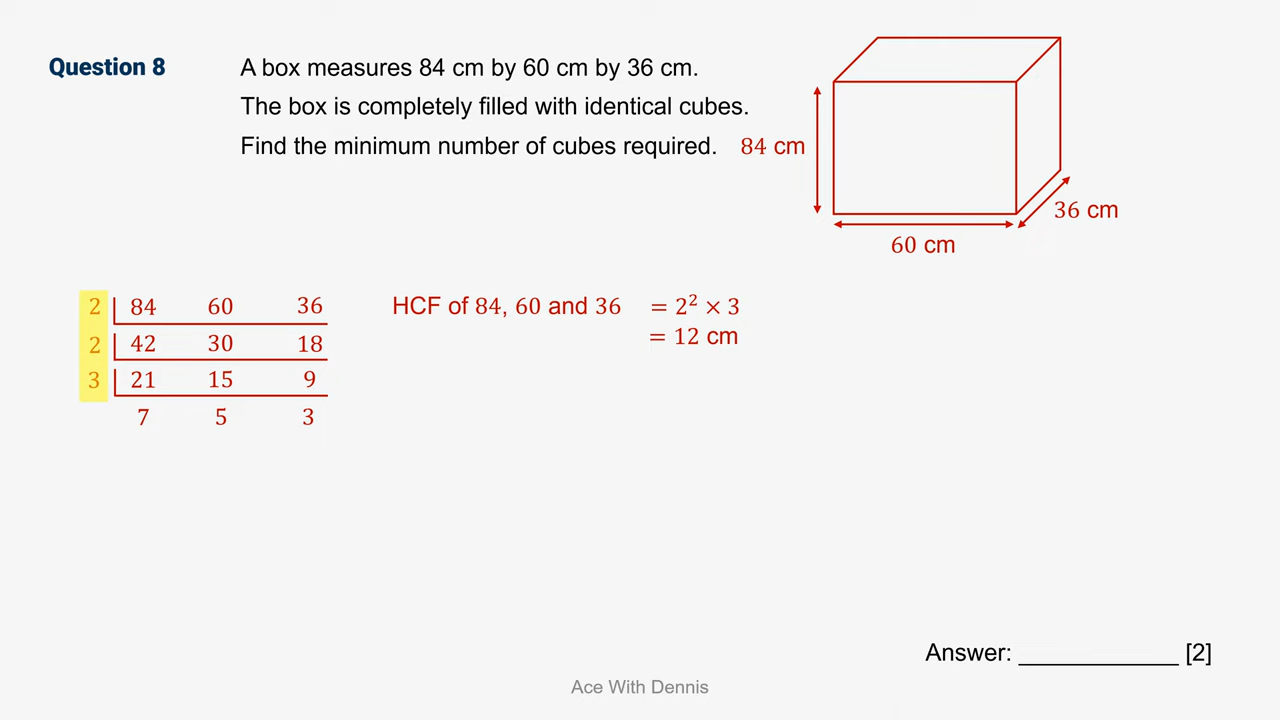 Question 8
A box measures 84 cm by 60 cm by 36 cm.
The box is completely filled with identical cubes.
Find the minimum number of cubes required.
84 cm
36 cm
60 cm
2 84 60 36
2 42 30 18
3 21 15 9
7 5 3
HCF of 84, 60 and 36 = 2² × 3
= 12 cm
Answer: ____________ [2]
Ace With Dennis